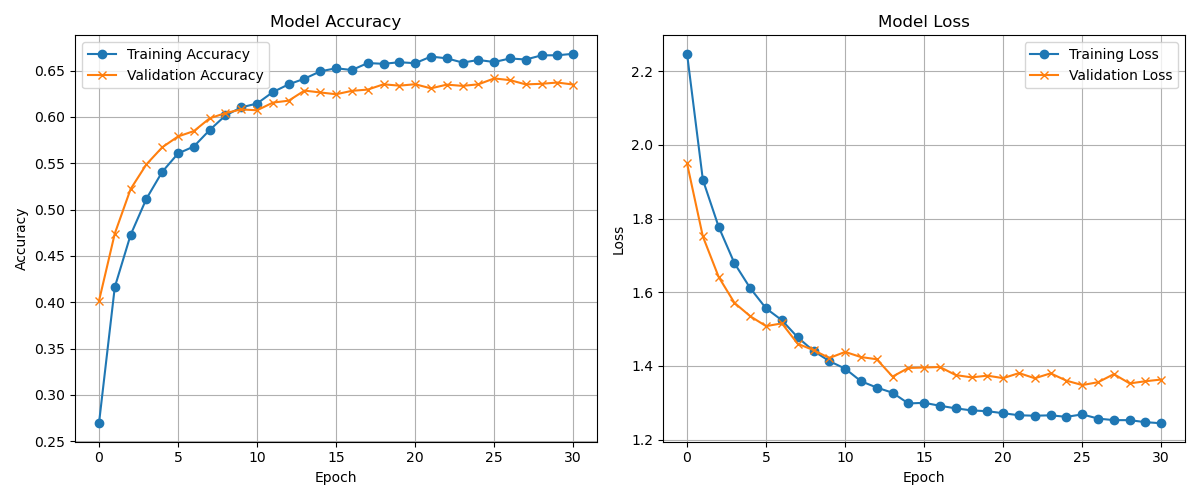 Model Accuracy
Training Accuracy
Validation Accuracy
Accuracy
0.65
0.60
0.55
0.50
0.45
0.40
0.35
0.30
0.25
0 5 10 15 20 25 30
Epoch
Model Loss
Training Loss
Validation Loss
Loss
2.2
2.0
1.8
1.6
1.4
1.2
0 5 10 15 20 25 30
Epoch